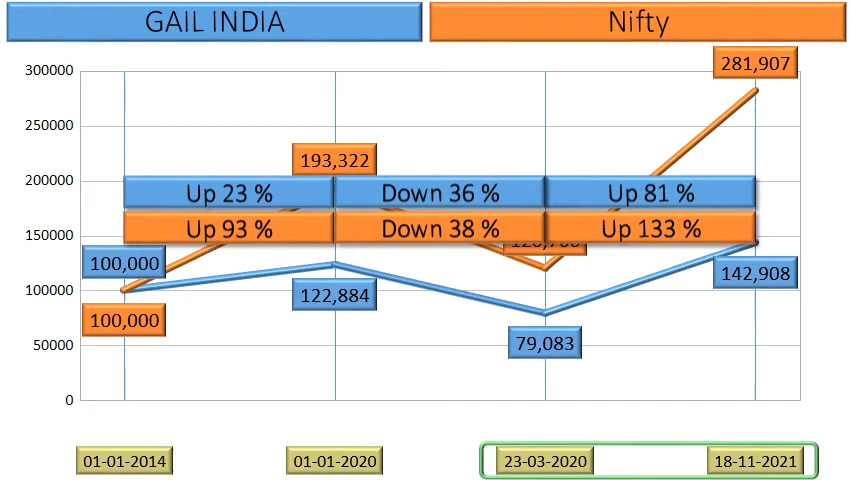 GAIL INDIA
Nifty
300000
281,907
250000
193,322
200000
Up 23 %
Down 36 %
Up 81 %
Up 93 %
Down 38 %
Up 133 %
150000
100,000
142,908
100000
122,884
100,000
79,083
50000
0
01-01-2014
01-01-2020
23-03-2020
18-11-2021